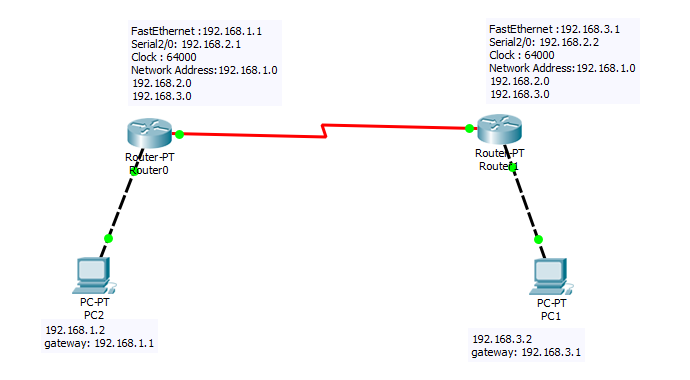 FastEthernet :192.168.1.1
Serial2/0: 192.168.2.1
Clock : 64000
Network Address:192.168.1.0
192.168.2.0
192.168.3.0
FastEthernet :192.168.3.1
Serial2/0: 192.168.2.2
Clock : 64000
Network Address:192.168.1.0
192.168.2.0
192.168.3.0
Router-PT
Router0
Router-PT
Router1
PC-PT
PC2
192.168.1.2
gateway: 192.168.1.1
PC-PT
PC1
192.168.3.2
gateway: 192.168.3.1